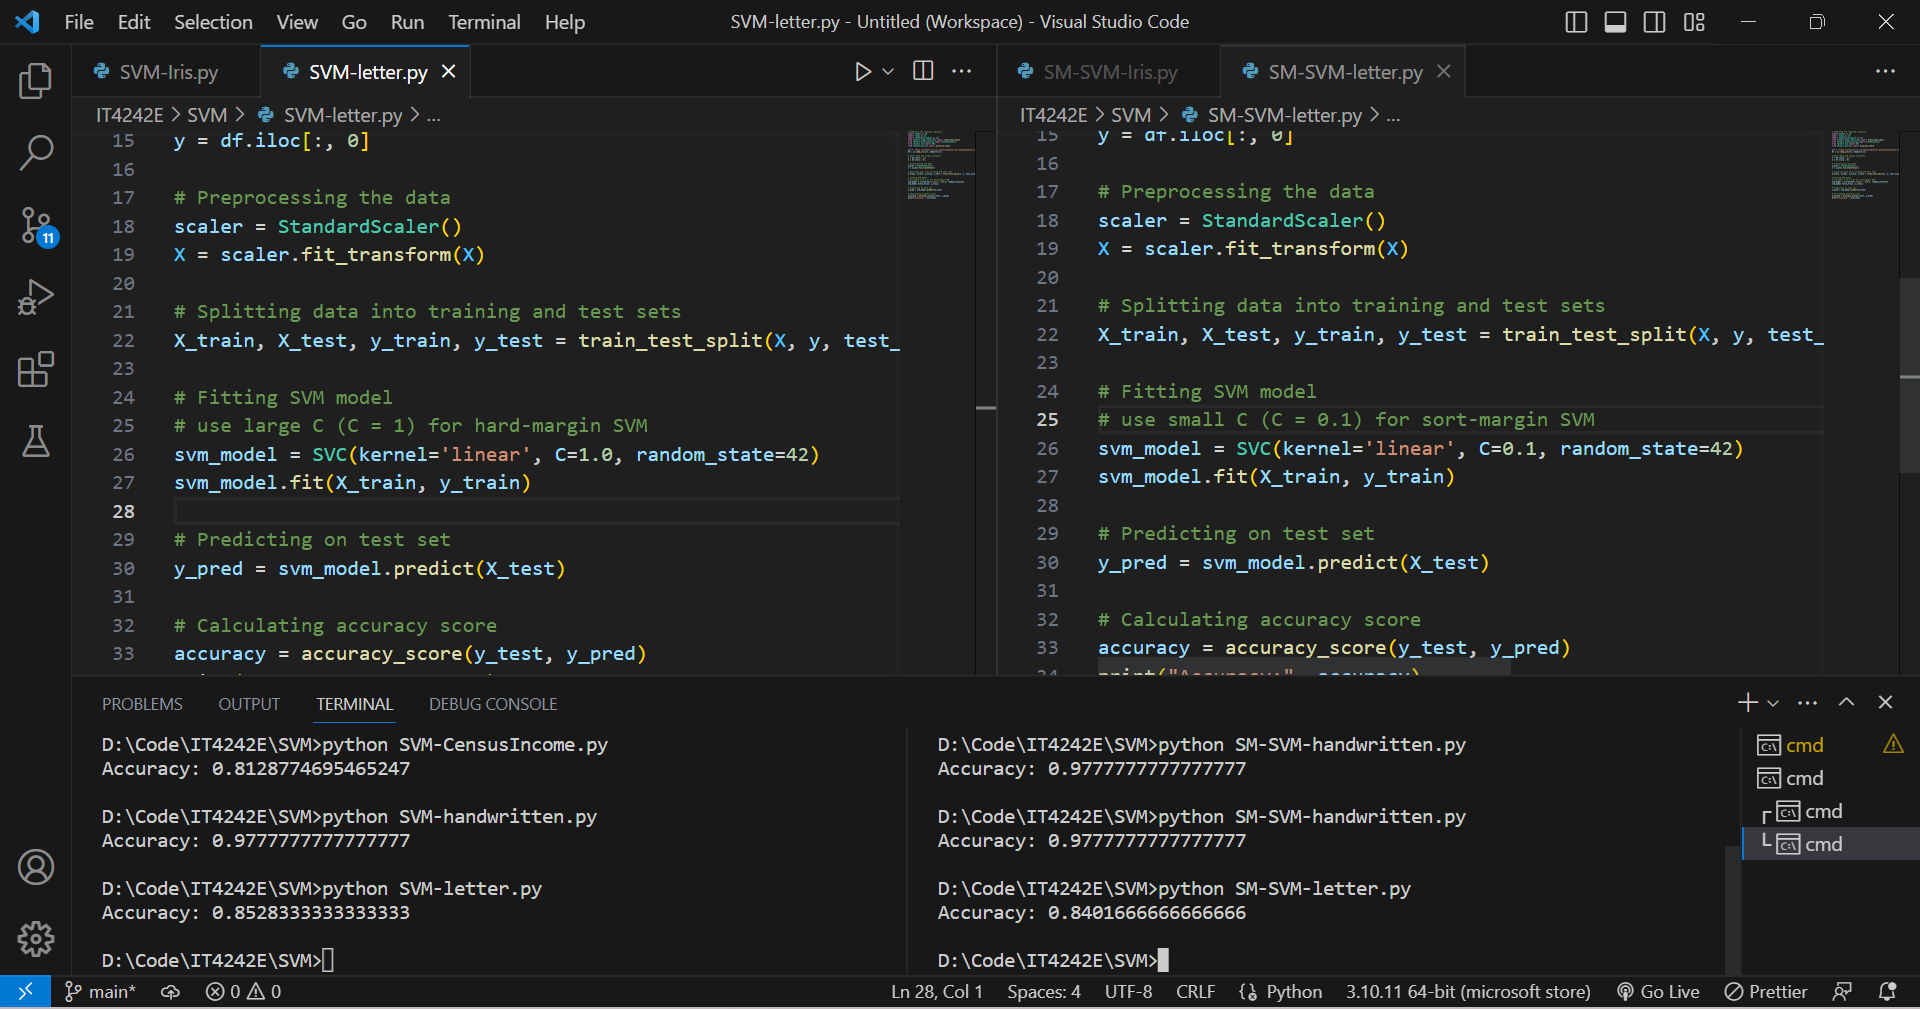 File Edit Selection View Go Run Terminal Help
SVM-letter.py - Untitled (Workspace) - Visual Studio Code
SVM-Iris.py
SVM-letter.py
IT4242E > SVM > SVM-letter.py > ...
15 y = df.iloc[:, 0]
16
17 # Preprocessing the data
18 scaler = StandardScaler()
19 X = scaler.fit_transform(X)
20
21 # Splitting data into training and test sets
22 X_train, X_test, y_train, y_test = train_test_split(X, y, test_
23
24 # Fitting SVM model
25 # use large C (C = 1) for hard-margin SVM
26 svm_model = SVC(kernel='linear', C=1.0, random_state=42)
27 svm_model.fit(X_train, y_train)
28
29 # Predicting on test set
30 y_pred = svm_model.predict(X_test)
31
32 # Calculating accuracy score
33 accuracy = accuracy_score(y_test, y_pred)
SM-SVM-Iris.py
SM-SVM-letter.py
IT4242E > SVM > SM-SVM-letter.py > ...
15 y = df.iloc[:, 0]
16
17 # Preprocessing the data
18 scaler = StandardScaler()
19 X = scaler.fit_transform(X)
20
21 # Splitting data into training and test sets
22 X_train, X_test, y_train, y_test = train_test_split(X, y, test_
23
24 # Fitting SVM model
25 # use small C (C = 0.1) for sort-margin SVM
26 svm_model = SVC(kernel='linear', C=0.1, random_state=42)
27 svm_model.fit(X_train, y_train)
28
29 # Predicting on test set
30 y_pred = svm_model.predict(X_test)
31
32 # Calculating accuracy score
33 accuracy = accuracy_score(y_test, y_pred)
34 print("Accuracy:", accuracy)
11
PROBLEMS OUTPUT TERMINAL DEBUG CONSOLE
D:\Code\IT4242E\SVM>python SVM-CensusIncome.py
Accuracy: 0.8128774695465247
D:\Code\IT4242E\SVM>python SVM-handwritten.py
Accuracy: 0.9777777777777777
D:\Code\IT4242E\SVM>python SVM-letter.py
Accuracy: 0.8528333333333333
D:\Code\IT4242E\SVM>
D:\Code\IT4242E\SVM>python SM-SVM-handwritten.py
Accuracy: 0.9777777777777777
D:\Code\IT4242E\SVM>python SM-SVM-handwritten.py
Accuracy: 0.9777777777777777
D:\Code\IT4242E\SVM>python SM-SVM-letter.py
Accuracy: 0.8401666666666666
D:\Code\IT4242E\SVM>
cmd
cmd
cmd
cmd
main* 0 0 Ln 28, Col 1 Spaces: 4 UTF-8 CRLF Python 3.10.11 64-bit (microsoft store) Go Live Prettier